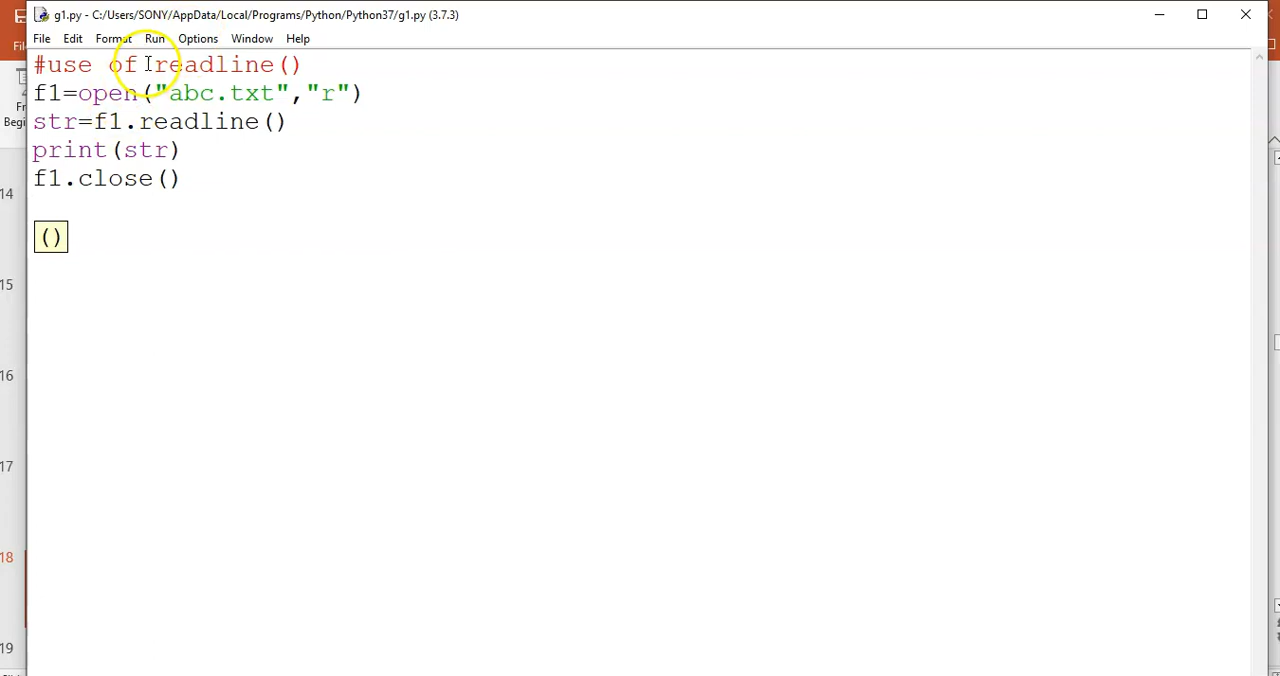 g1.py - C:/Users/SONY/AppData/Local/Programs/Python/Python37/g1.py (3.7.3)
File Edit Format Run Options Window Help
#use of readline()
f1=open("abc.txt","r")
str=f1.readline()
print(str)
f1.close()
()
14
15
16
17
18
19